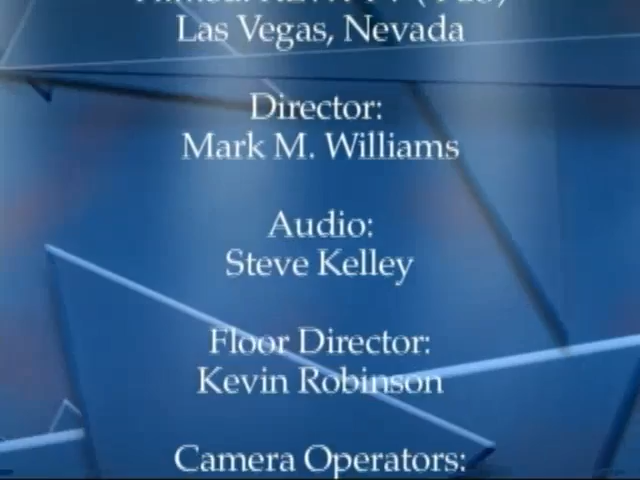 Las Vegas, Nevada
Director:
Mark M. Williams
Audio:
Steve Kelley
Floor Director:
Kevin Robinson
Camera Operators: